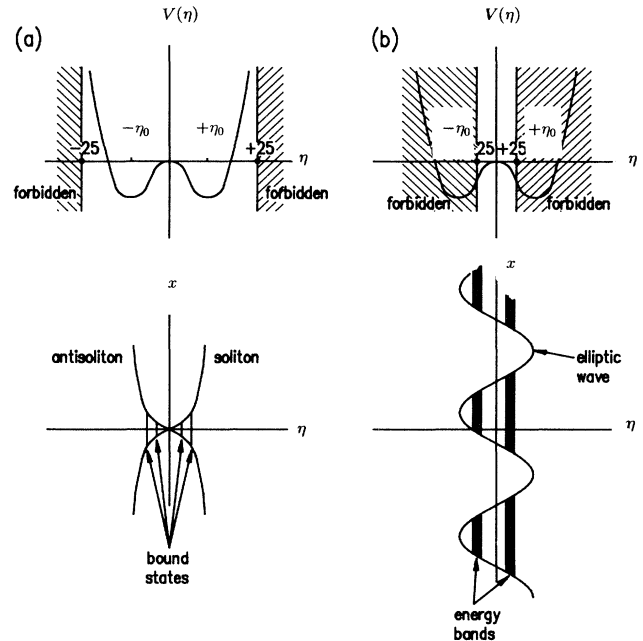 (a)
V(η)
−η₀
+η₀
−25
+25
η
forbidden
forbidden
(b)
V(η)
−η₀
+η₀
25
+25
η
forbidden
forbidden
x
antisoliton
soliton
η
bound
states
x
elliptic
wave
η
energy
bands